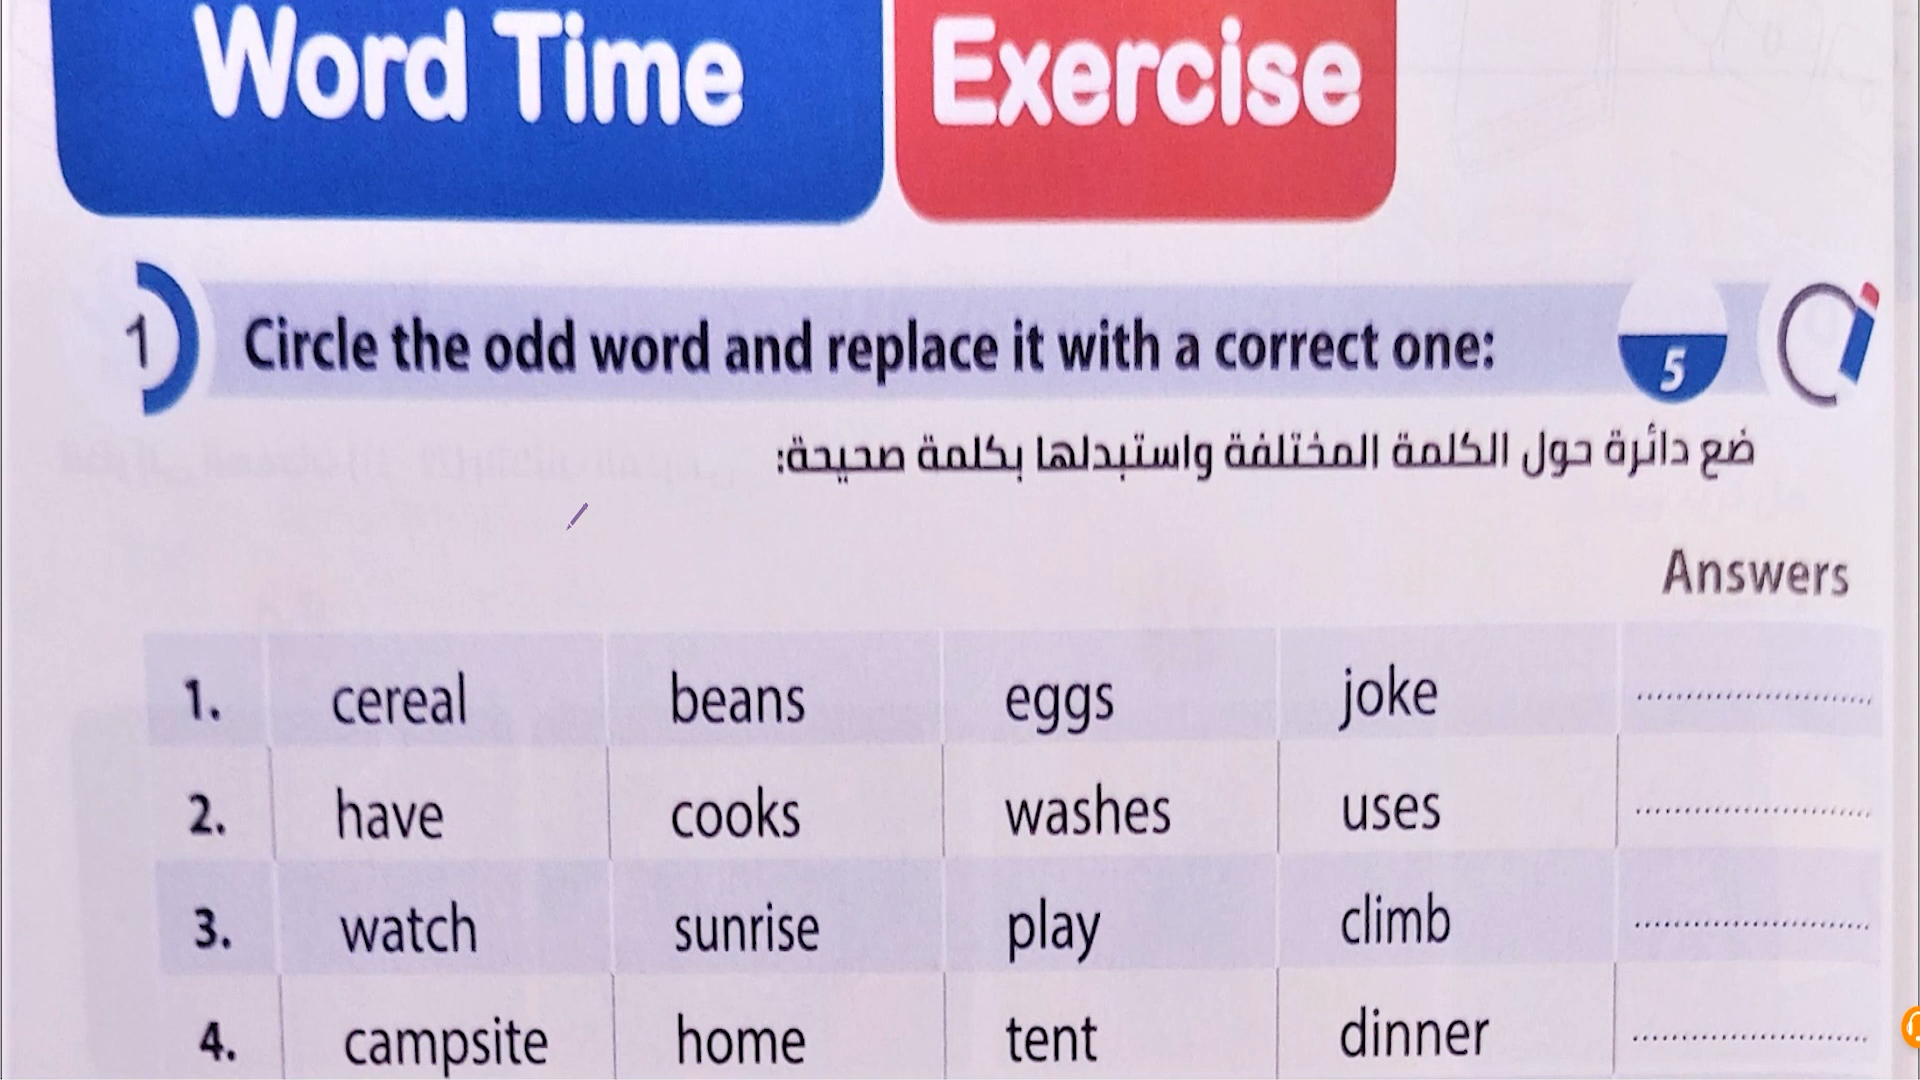 Word Time Exercise
1 Circle the odd word and replace it with a correct one: 5
ضع دائرة حول الكلمة المختلفة واستبدلها بكلمة صحيحة:
Answers
1. cereal beans eggs joke ........................
2. have cooks washes uses ........................
3. watch sunrise play climb ........................
4. campsite home tent dinner ........................